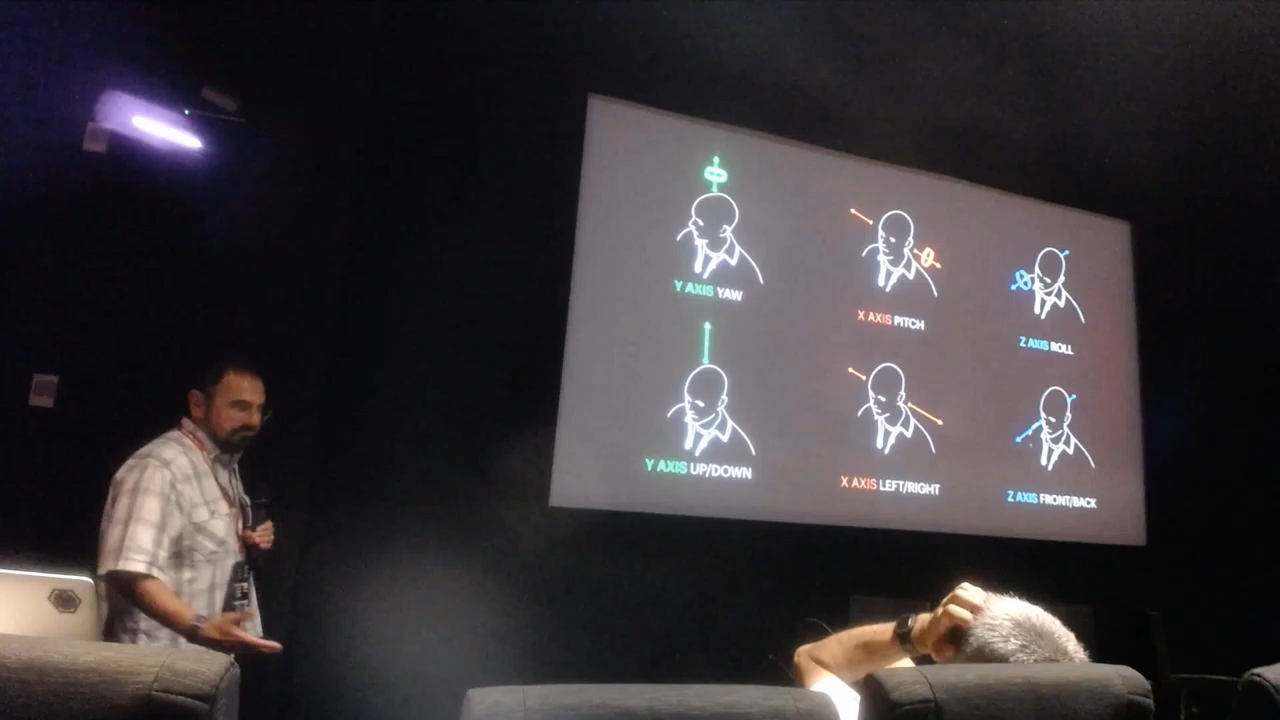 Y AXIS YAW
X AXIS PITCH
Z AXIS ROLL
Y AXIS UP/DOWN
X AXIS LEFT/RIGHT
Z AXIS FRONT/BACK